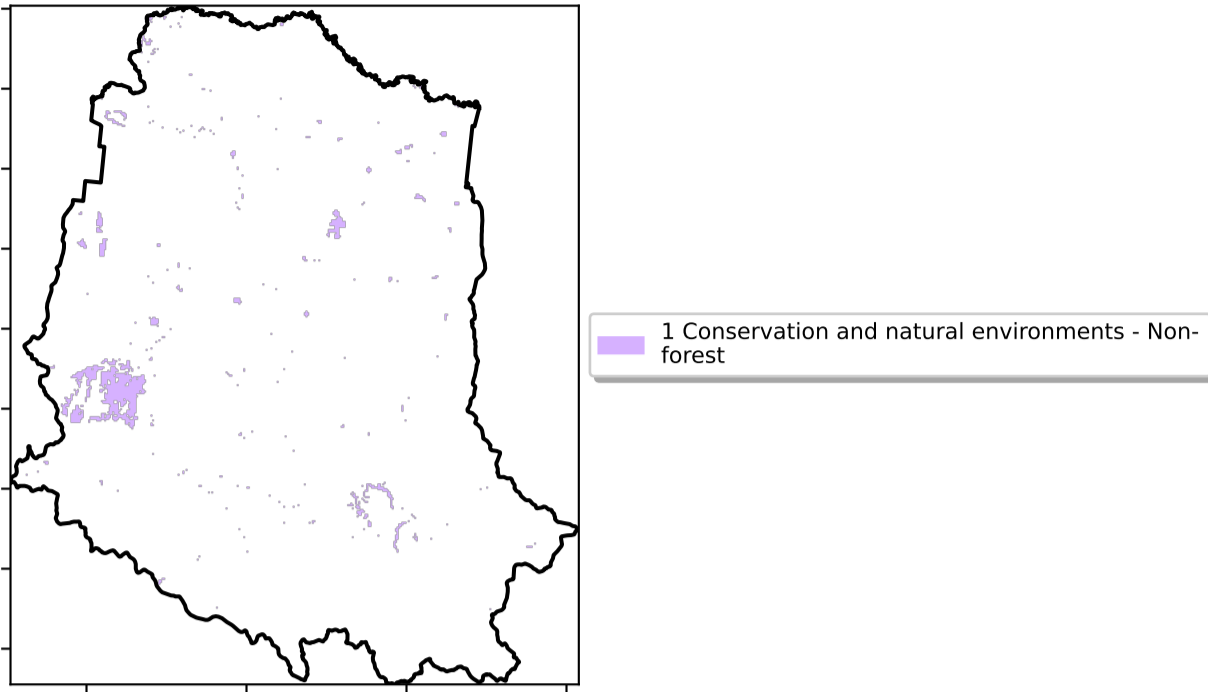 1 Conservation and natural environments - Non-
forest